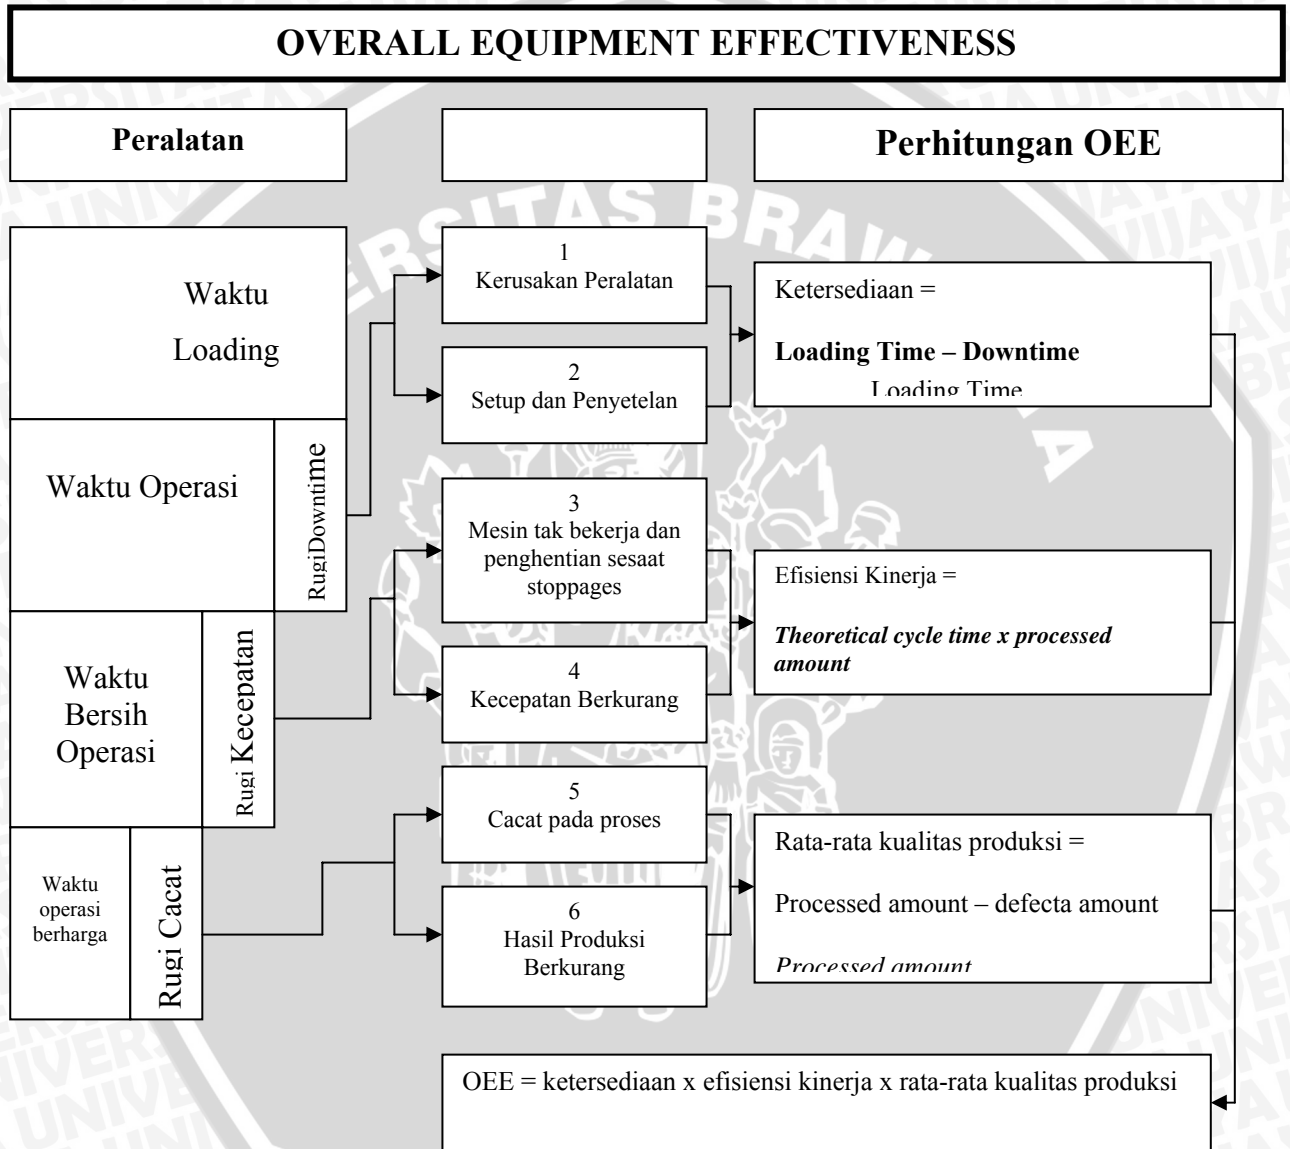 OVERALL EQUIPMENT EFFECTIVENESS
Peralatan
Perhitungan OEE
Waktu
Loading
Waktu Operasi
RugiDowntime
Waktu
Bersih
Operasi
Rugi Kecepatan
Waktu
operasi
berharga
Rugi Cacat
1
Kerusakan Peralatan
2
Setup dan Penyetelan
3
Mesin tak bekerja dan
penghentian sesaat
stoppages
4
Kecepatan Berkurang
5
Cacat pada proses
6
Hasil Produksi
Berkurang
Ketersediaan =
Loading Time – Downtime
Loading Time
Efisiensi Kinerja =
Theoretical cycle time x processed
amount
Rata-rata kualitas produksi =
Processed amount – defecta amount
Processed amount
OEE = ketersediaan x efisiensi kinerja x rata-rata kualitas produksi